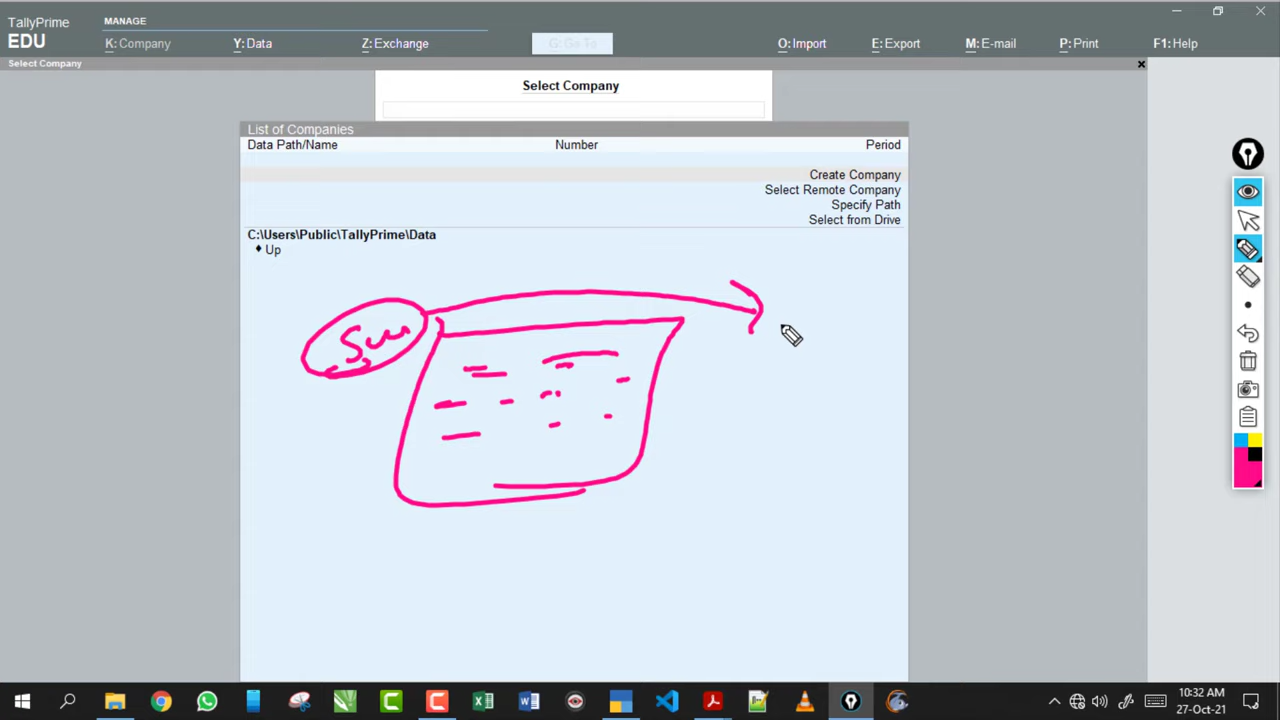 TallyPrime
EDU
MANAGE
K: Company
Y: Data
Z: Exchange
G: Go To
O: Import
E: Export
M: E-mail
P: Print
F1: Help
Select Company
Select Company
List of Companies
Data Path/Name Number Period
Create Company
Select Remote Company
Specify Path
Select from Drive
C:\Users\Public\TallyPrime\Data
♦ Up
10:32 AM
27-Oct-21